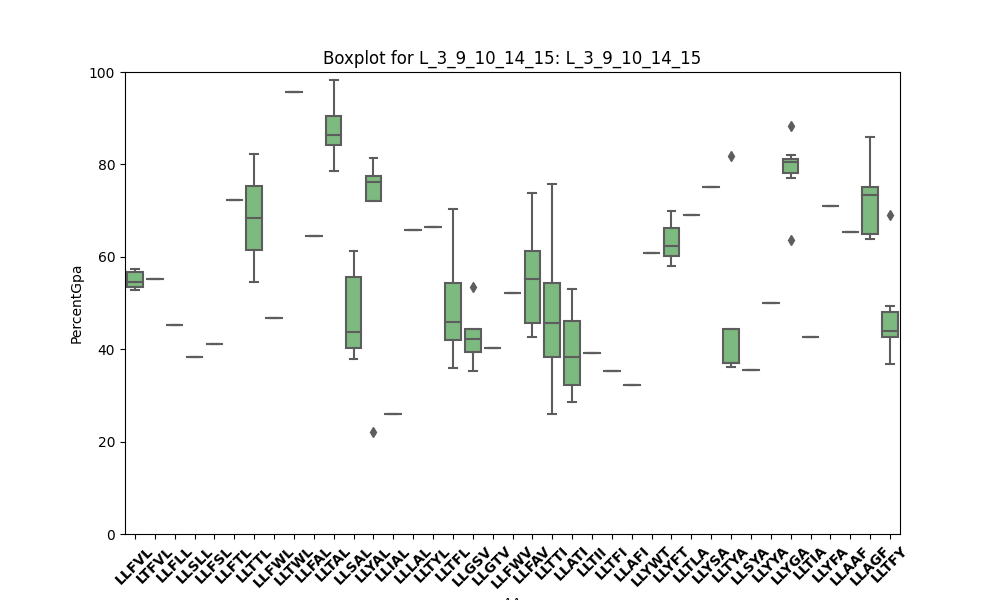 Boxplot for L_3_9_10_14_15: L_3_9_10_14_15
100
80
60
40
20
0
PercentGpa
LLFVL
LTFVL
LLFLL
LLSLL
LLFSL
LLFTL
LLTTL
LLFWL
LLTWL
LLFAL
LLTAL
LLSAL
LLYAL
LLIAL
LLLAL
LLTYL
LLTFL
LLGSV
LLGTV
LLFWV
LLFAV
LLTTI
LLATI
LLTII
LLTFI
LLAFI
LLYWT
LLYFT
LLTLA
LLYSA
LLTYA
LLSYA
LLYYA
LLYGA
LLTIA
LLYFA
LLAAF
LLAGF
LLTFY